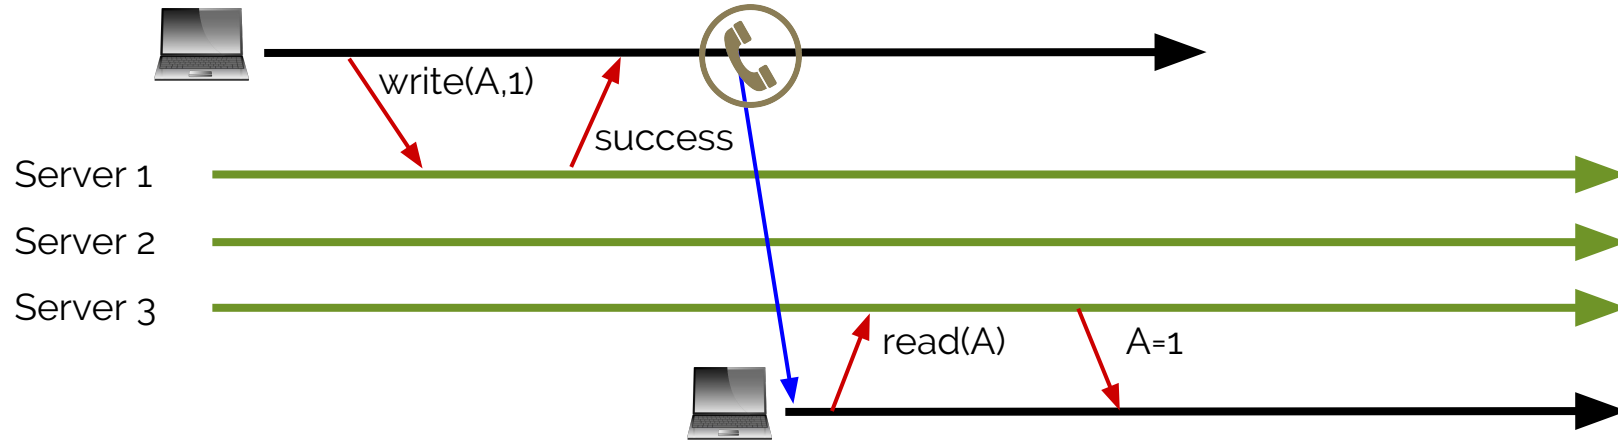 write(A,1)
success
Server 1
Server 2
Server 3
read(A)
A=1